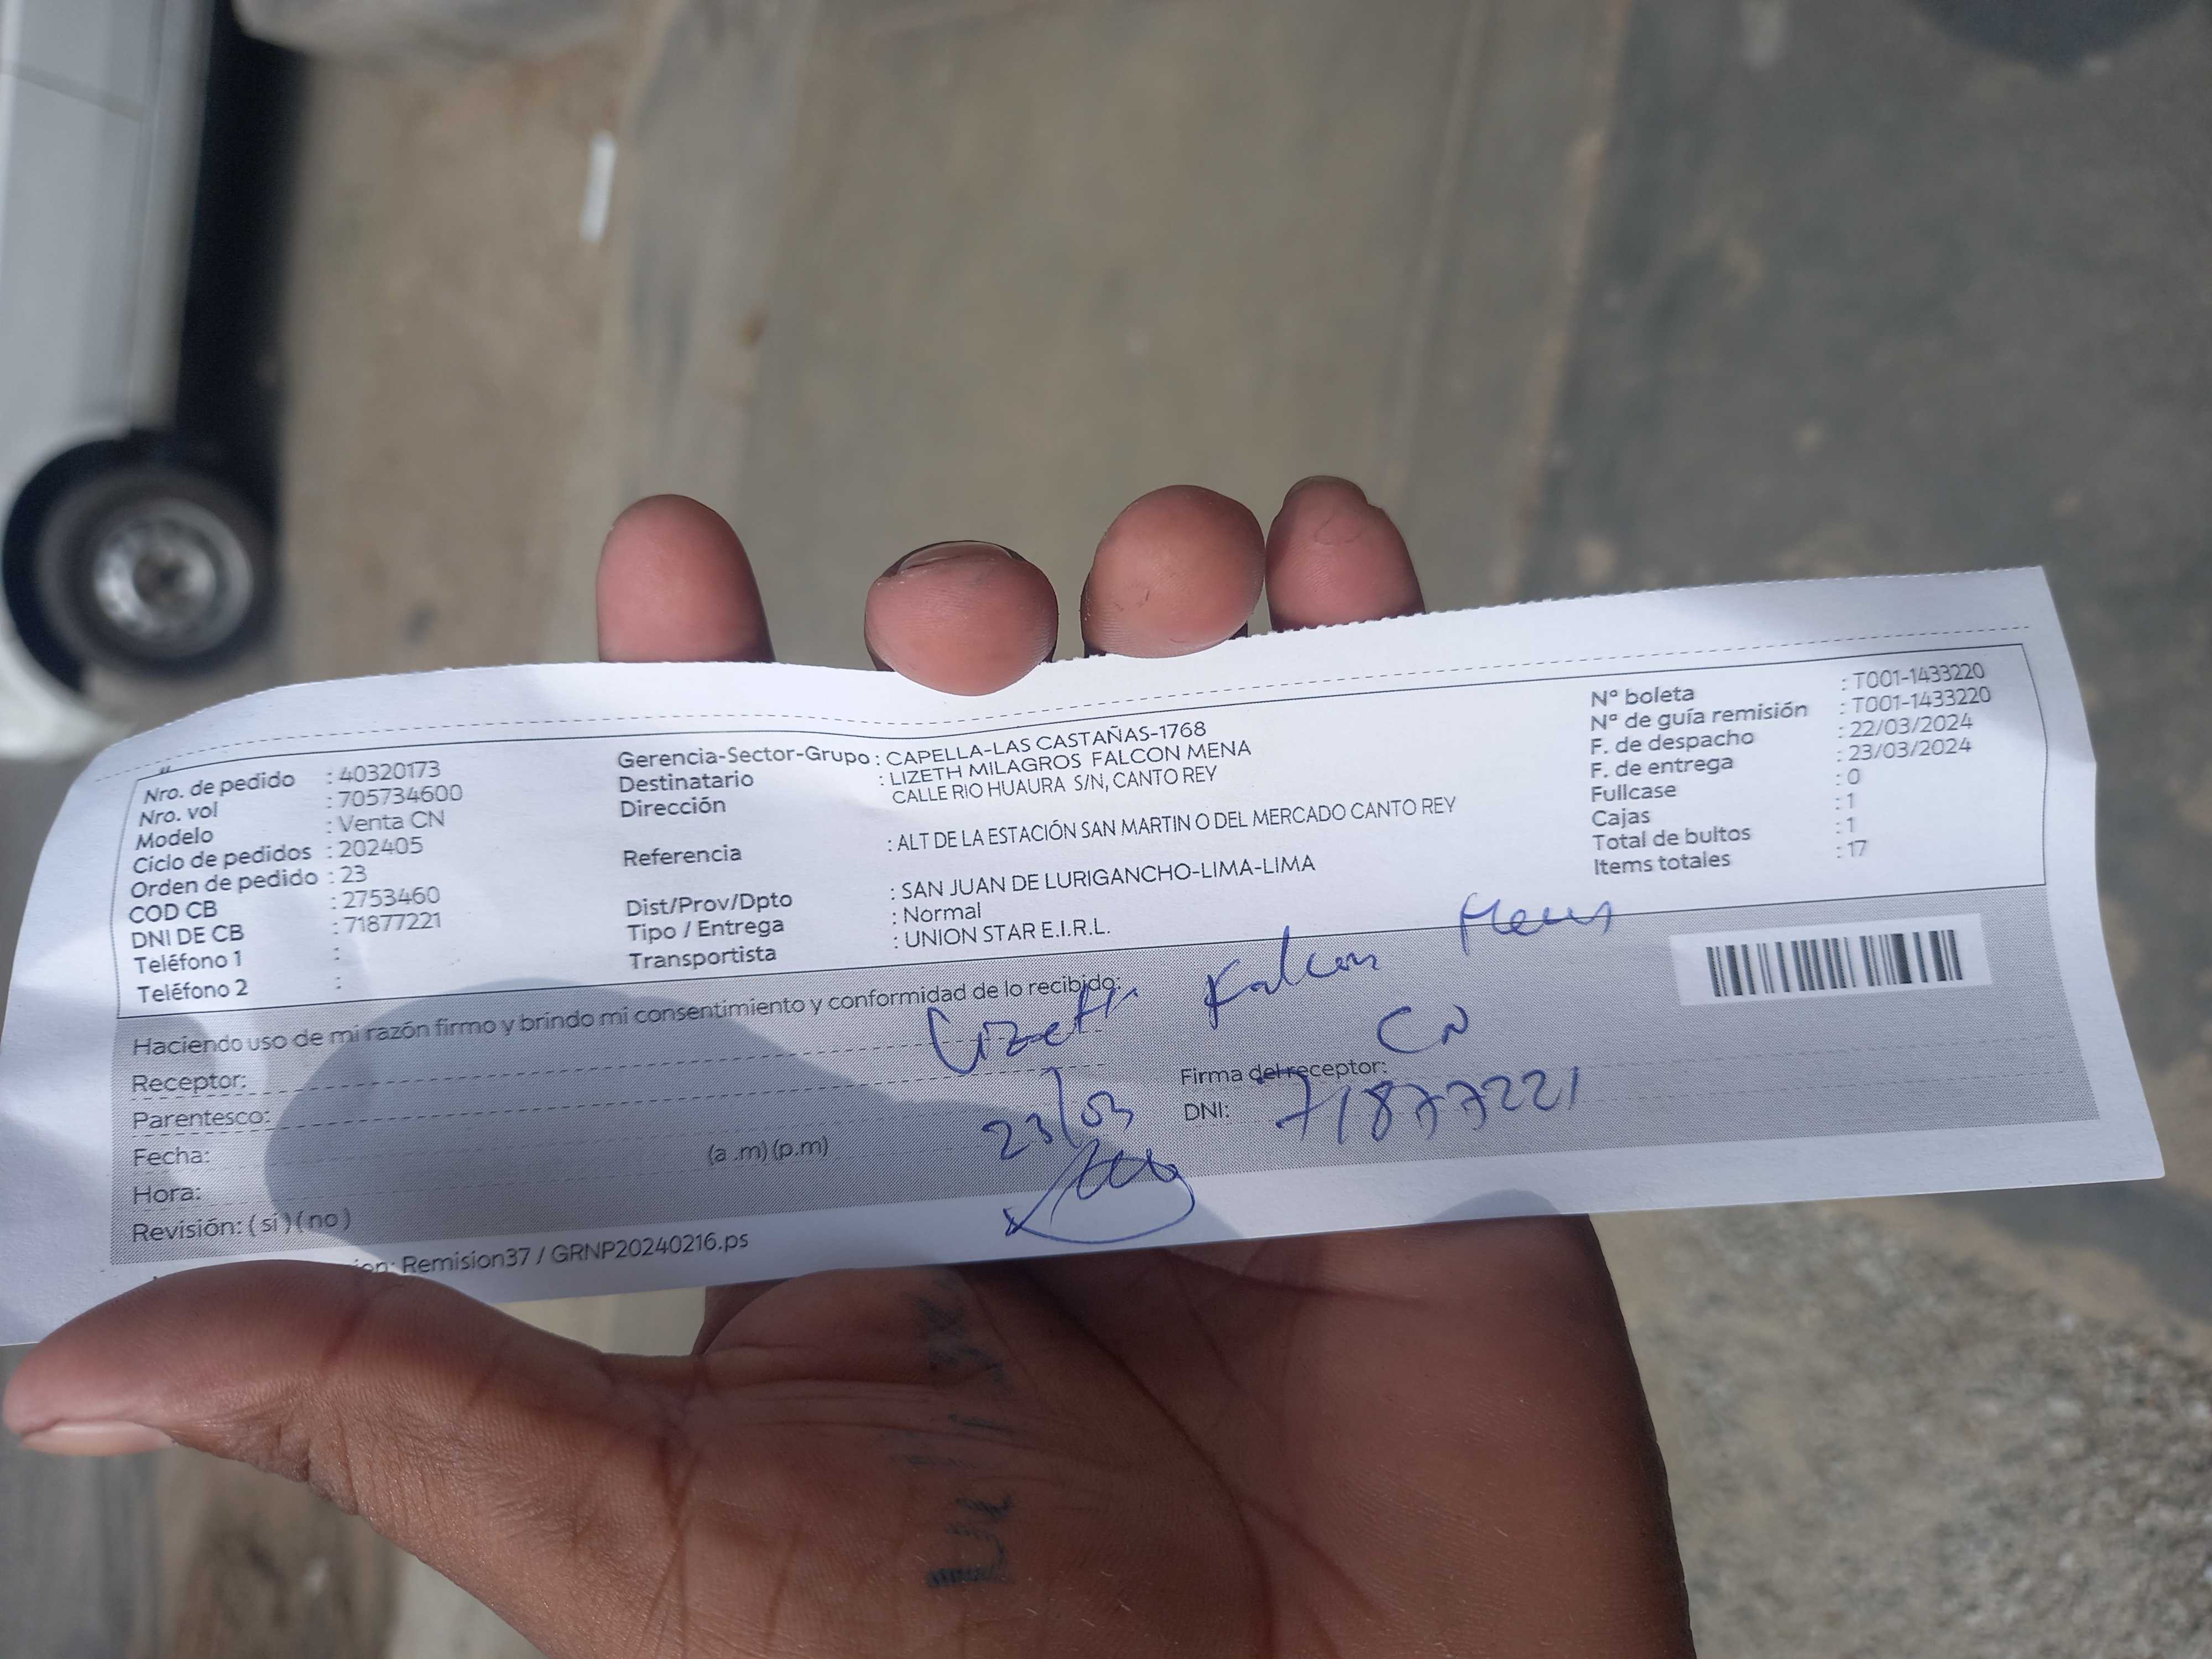 Nro. de pedido : 40320173
Nro. vol : 705734600
Modelo : Venta CN
Ciclo de pedidos : 202405
Orden de pedido : 23
COD CB : 2753460
DNI DE CB : 71877221
Teléfono 1 :
Teléfono 2 :
Gerencia-Sector-Grupo : CAPELLA-LAS CASTAÑAS-1768
Destinatario : LIZETH MILAGROS FALCON MENA
Dirección CALLE RIO HUAURA S/N, CANTO REY
Referencia : ALT DE LA ESTACIÓN SAN MARTIN O DEL MERCADO CANTO REY
Dist/Prov/Dpto : SAN JUAN DE LURIGANCHO-LIMA-LIMA
Tipo / Entrega : Normal
Transportista : UNION STAR E.I.R.L.
Nº boleta : T001-1433220
Nº de guía remisión : T001-1433220
F. de despacho : 22/03/2024
F. de entrega : 23/03/2024
Fullcase : 0
Cajas : 1
Total de bultos : 1
Items totales : 17
Haciendo uso de mi razón firmo y brindo mi consentimiento y conformidad de lo recibido:
Receptor: Lizeth Falcon Mena
Parentesco: CN
Fecha: 23/03
Hora: (a .m)(p.m)
Revisión: ( si )( no )
Firma del receptor:
DNI: 71877221
Remision37 / GRNP20240216.ps